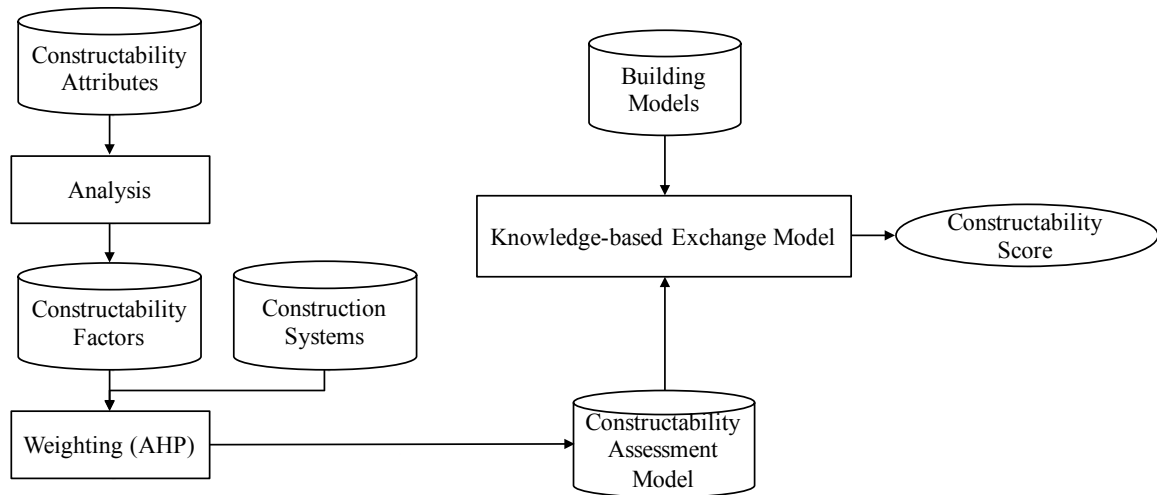 Constructability
Attributes
Analysis
Constructability
Factors
Construction
Systems
Weighting (AHP)
Building
Models
Knowledge-based Exchange Model
Constructability
Score
Constructability
Assessment
Model